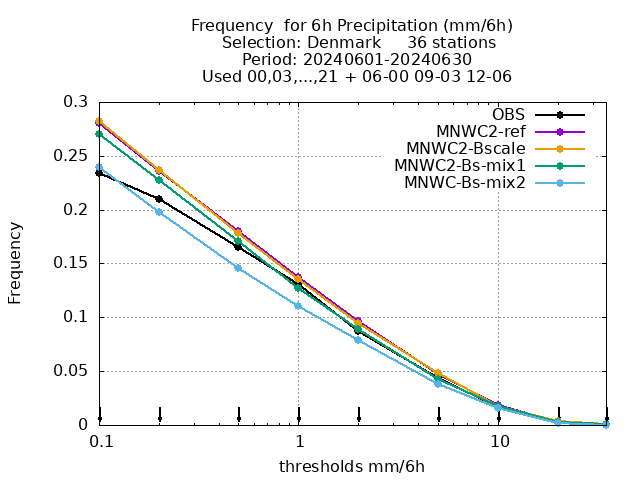 Frequency  for 6h Precipitation (mm/6h)
Selection: Denmark     36 stations
Period: 20240601-20240630
Used 00,03,...,21 + 06-00 09-03 12-06
OBS
MNWC2-ref
MNWC2-Bscale
MNWC2-Bs-mix1
MNWC-Bs-mix2
0.3
0.25
0.2
0.15
0.1
0.05
0
Frequency
0.1 1 10
thresholds mm/6h